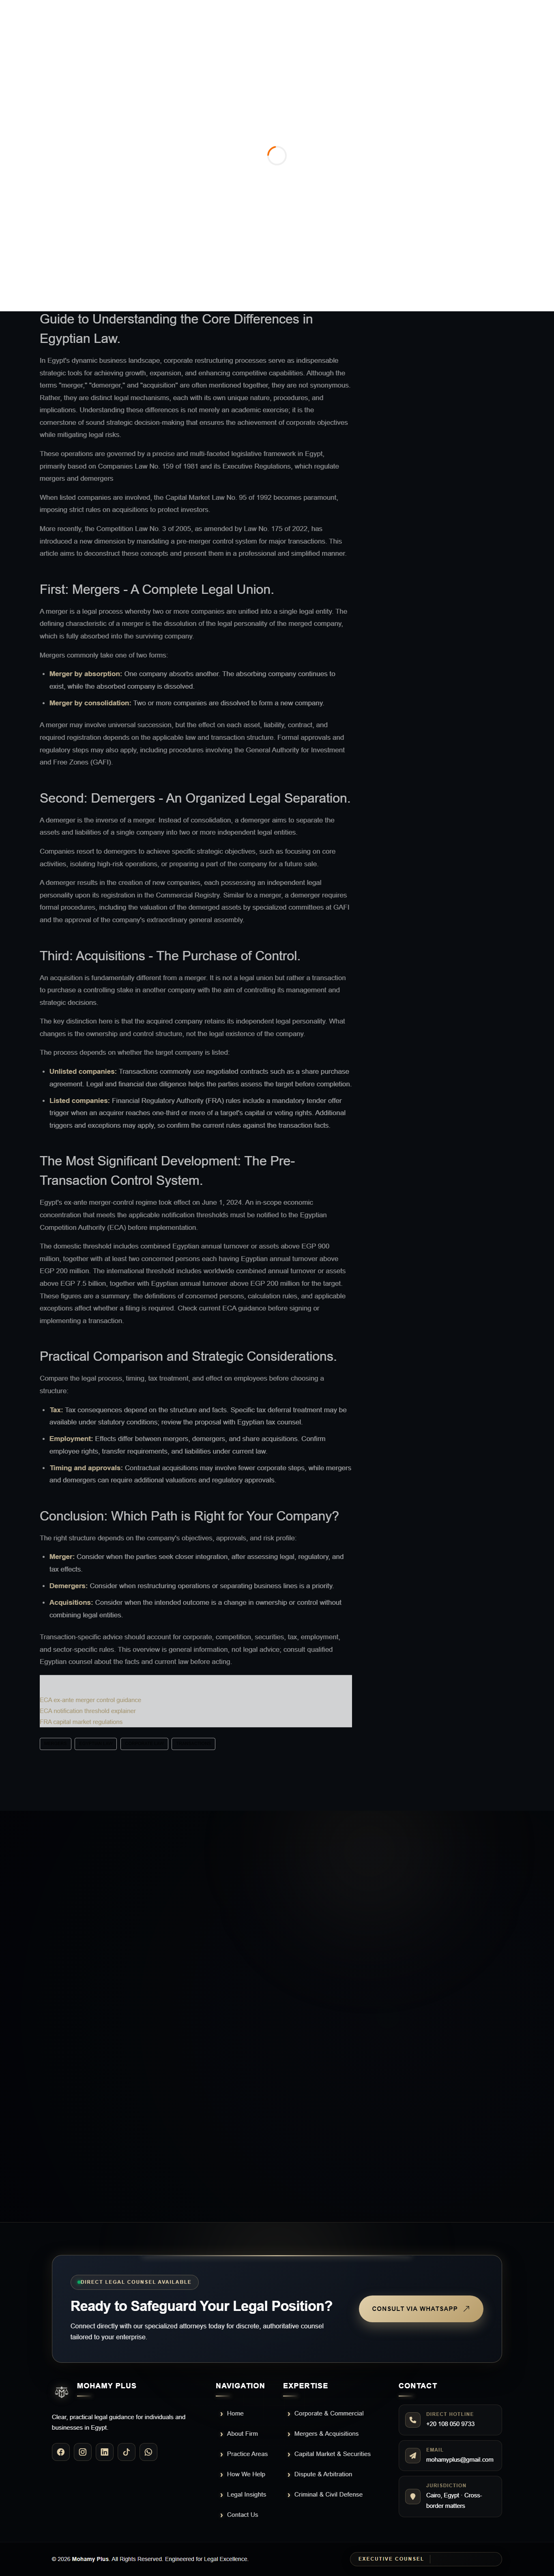 Guide to Understanding the Core Differences in
Egyptian Law.
In Egypt's dynamic business landscape, corporate restructuring processes serve as indispensable
strategic tools for achieving growth, expansion, and enhancing competitive capabilities. Although the
terms "merger," "demerger," and "acquisition" are often mentioned together, they are not synonymous.
Rather, they are distinct legal mechanisms, each with its own unique nature, procedures, and
implications. Understanding these differences is not merely an academic exercise; it is the
cornerstone of sound strategic decision-making that ensures the achievement of corporate objectives
while mitigating legal risks.
These operations are governed by a precise and multi-faceted legislative framework in Egypt,
primarily based on Companies Law No. 159 of 1981 and its Executive Regulations, which regulate
mergers and demergers
When listed companies are involved, the Capital Market Law No. 95 of 1992 becomes paramount,
imposing strict rules on acquisitions to protect investors.
More recently, the Competition Law No. 3 of 2005, as amended by Law No. 175 of 2022, has
introduced a new dimension by mandating a pre-merger control system for major transactions. This
article aims to deconstruct these concepts and present them in a professional and simplified manner.
First: Mergers - A Complete Legal Union.
A merger is a legal process whereby two or more companies are unified into a single legal entity. The
defining characteristic of a merger is the dissolution of the legal personality of the merged company,
which is fully absorbed into the surviving company.
Mergers commonly take one of two forms:
• Merger by absorption: One company absorbs another. The absorbing company continues to
exist, while the absorbed company is dissolved.
• Merger by consolidation: Two or more companies are dissolved to form a new company.
A merger may involve universal succession, but the effect on each asset, liability, contract, and
required registration depends on the applicable law and transaction structure. Formal approvals and
regulatory steps may also apply, including procedures involving the General Authority for Investment
and Free Zones (GAFI).
Second: Demergers - An Organized Legal Separation.
A demerger is the inverse of a merger. Instead of consolidation, a demerger aims to separate the
assets and liabilities of a single company into two or more independent legal entities.
Companies resort to demergers to achieve specific strategic objectives, such as focusing on core
activities, isolating high-risk operations, or preparing a part of the company for a future sale.
A demerger results in the creation of new companies, each possessing an independent legal
personality upon its registration in the Commercial Registry. Similar to a merger, a demerger requires
formal procedures, including the valuation of the demerged assets by specialized committees at GAFI
and the approval of the company's extraordinary general assembly.
Third: Acquisitions - The Purchase of Control.
An acquisition is fundamentally different from a merger. It is not a legal union but rather a transaction
to purchase a controlling stake in another company with the aim of controlling its management and
strategic decisions.
The key distinction here is that the acquired company retains its independent legal personality. What
changes is the ownership and control structure, not the legal existence of the company.
The process depends on whether the target company is listed:
• Unlisted companies: Transactions commonly use negotiated contracts such as a share purchase
agreement. Legal and financial due diligence helps the parties assess the target before completion.
• Listed companies: Financial Regulatory Authority (FRA) rules include a mandatory tender offer
trigger when an acquirer reaches one-third or more of a target's capital or voting rights. Additional
triggers and exceptions may apply, so confirm the current rules against the transaction facts.
The Most Significant Development: The Pre-
Transaction Control System.
Egypt's ex-ante merger-control regime took effect on June 1, 2024. An in-scope economic
concentration that meets the applicable notification thresholds must be notified to the Egyptian
Competition Authority (ECA) before implementation.
The domestic threshold includes combined Egyptian annual turnover or assets above EGP 900
million, together with at least two concerned persons each having Egyptian annual turnover above
EGP 200 million. The international threshold includes worldwide combined annual turnover or assets
above EGP 7.5 billion, together with Egyptian annual turnover above EGP 200 million for the target.
These figures are a summary: the definitions of concerned persons, calculation rules, and applicable
exceptions affect whether a filing is required. Check current ECA guidance before signing or
implementing a transaction.
Practical Comparison and Strategic Considerations.
Compare the legal process, timing, tax treatment, and effect on employees before choosing a
structure:
• Tax: Tax consequences depend on the structure and facts. Specific tax deferral treatment may be
available under statutory conditions; review the proposal with Egyptian tax counsel.
• Employment: Effects differ between mergers, demergers, and share acquisitions. Confirm
employee rights, transfer requirements, and liabilities under current law.
• Timing and approvals: Contractual acquisitions may involve fewer corporate steps, while mergers
and demergers can require additional valuations and regulatory approvals.
Conclusion: Which Path is Right for Your Company?
The right structure depends on the company's objectives, approvals, and risk profile:
• Merger: Consider when the parties seek closer integration, after assessing legal, regulatory, and
tax effects.
• Demergers: Consider when restructuring operations or separating business lines is a priority.
• Acquisitions: Consider when the intended outcome is a change in ownership or control without
combining legal entities.
Transaction-specific advice should account for corporate, competition, securities, tax, employment,
and sector-specific rules. This overview is general information, not legal advice; consult qualified
Egyptian counsel about the facts and current law before acting.
ECA ex-ante merger control guidance
ECA notification threshold explainer
FRA capital market regulations
DIRECT LEGAL COUNSEL AVAILABLE
Ready to Safeguard Your Legal Position?
Connect directly with our specialized attorneys today for discrete, authoritative counsel
tailored to your enterprise.
CONSULT VIA WHATSAPP
MOHAMY PLUS
Clear, practical legal guidance for individuals and
businesses in Egypt.
NAVIGATION
› Home
› About Firm
› Practice Areas
› How We Help
› Legal Insights
› Contact Us
EXPERTISE
› Corporate & Commercial
› Mergers & Acquisitions
› Capital Market & Securities
› Dispute & Arbitration
› Criminal & Civil Defense
CONTACT
DIRECT HOTLINE
+20 108 050 9733
EMAIL
mohamyplus@gmail.com
JURISDICTION
Cairo, Egypt · Cross-
border matters
© 2026 Mohamy Plus. All Rights Reserved. Engineered for Legal Excellence.
EXECUTIVE COUNSEL